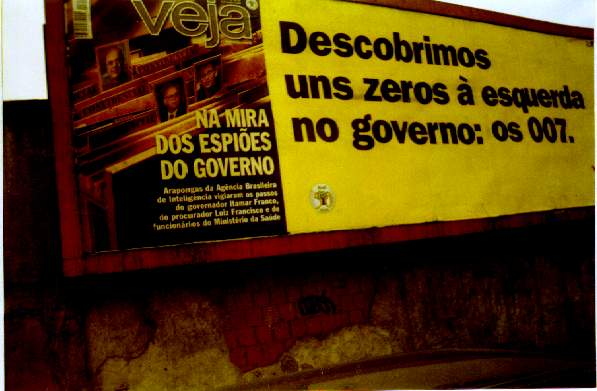 veja
NA MIRA
DOS ESPIÕES
DO GOVERNO
Arapongas da Agência Brasileira
de Inteligência vigiaram os passos
do governador Itamar Franco,
do procurador Luiz Francisco e de
funcionários do Ministério da Saúde
Descobrimos
uns zeros à esquerda
no governo: os 007.